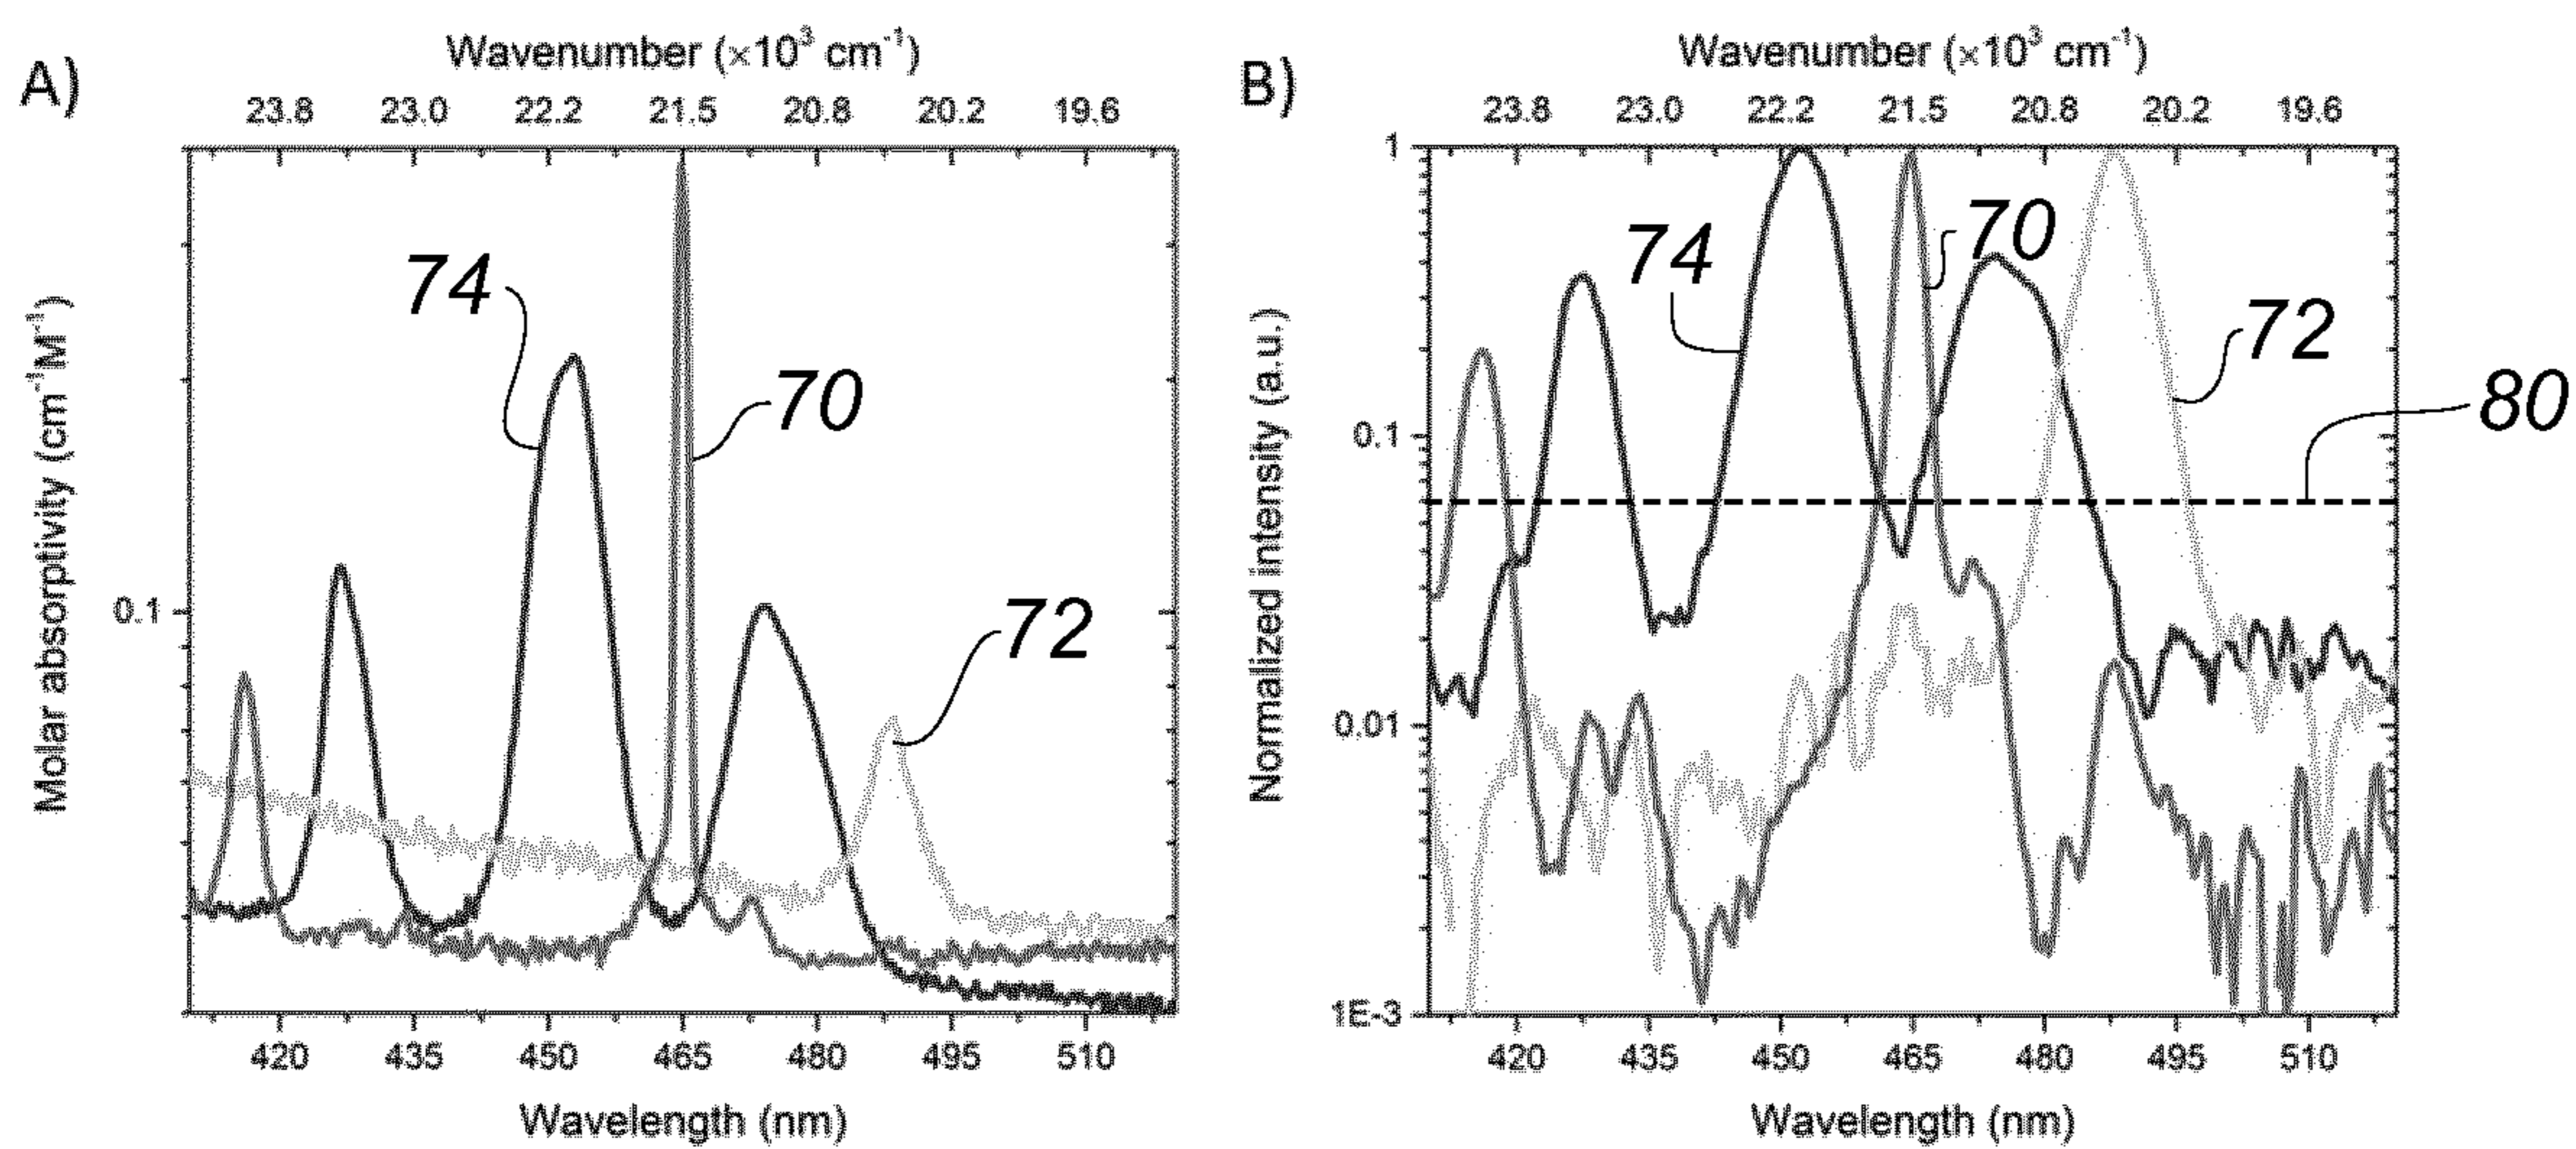 A)
Wavenumber (×10³ cm⁻¹)
23.8 23.0 22.2 21.5 20.8 20.2 19.6
Molar absorptivity (cm⁻¹M⁻¹)
0.1
74
70
72
420 435 450 465 480 495 510
Wavelength (nm)
B)
Wavenumber (×10³ cm⁻¹)
23.8 23.0 22.2 21.5 20.8 20.2 19.6
Normalized intensity (a.u.)
1
0.1
0.01
1E-3
74
70
72
80
420 435 450 465 480 495 510
Wavelength (nm)